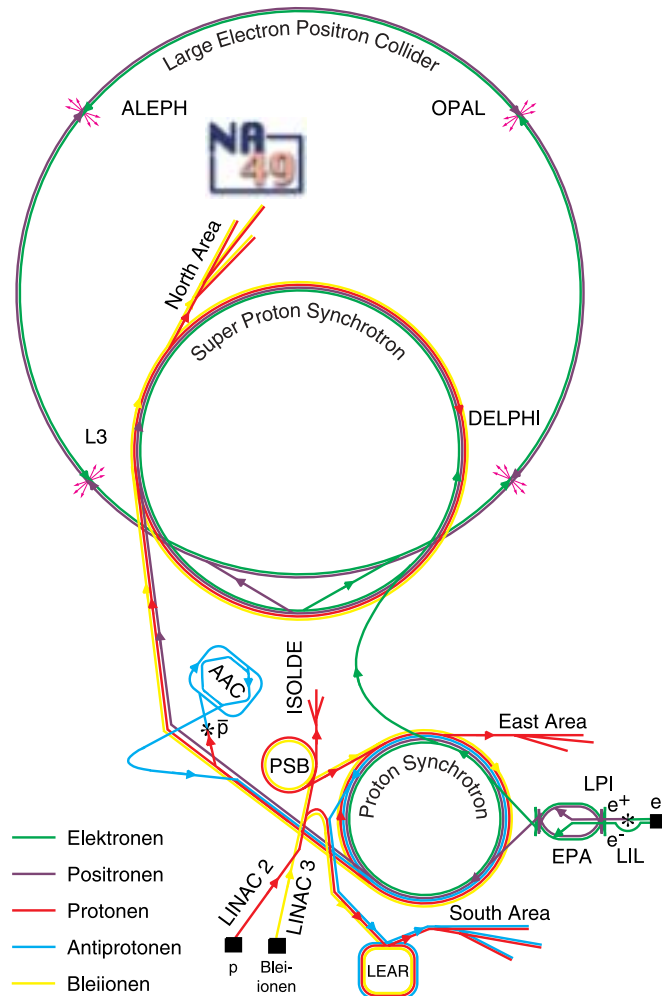 Large Electron Positron Collider
ALEPH
OPAL
NA
49
North Area
Super Proton Synchrotron
L3
DELPHI
AAC
ISOLDE
p̅
East Area
PSB
Proton Synchrotron
LPI
e+
e
e-
EPA
LIL
Elektronen
Positronen
Protonen
Antiprotonen
Bleiionen
LINAC 2
LINAC 3
South Area
p
Blei-
ionen
LEAR